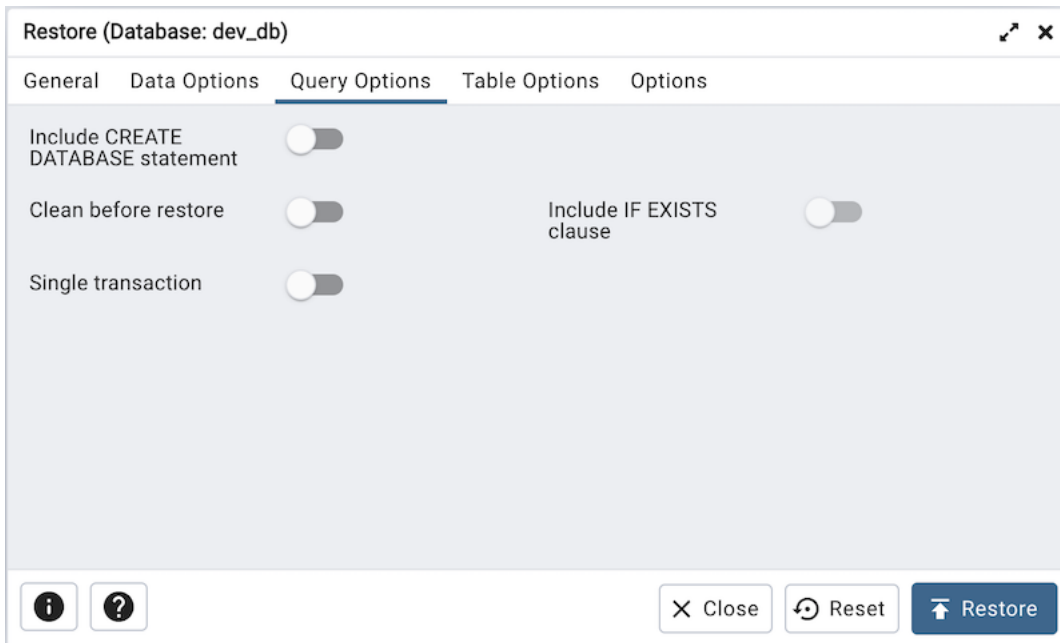 Restore (Database: dev_db)
General Data Options Query Options Table Options Options
Include CREATE
DATABASE statement
Clean before restore
Include IF EXISTS
clause
Single transaction
Close Reset Restore